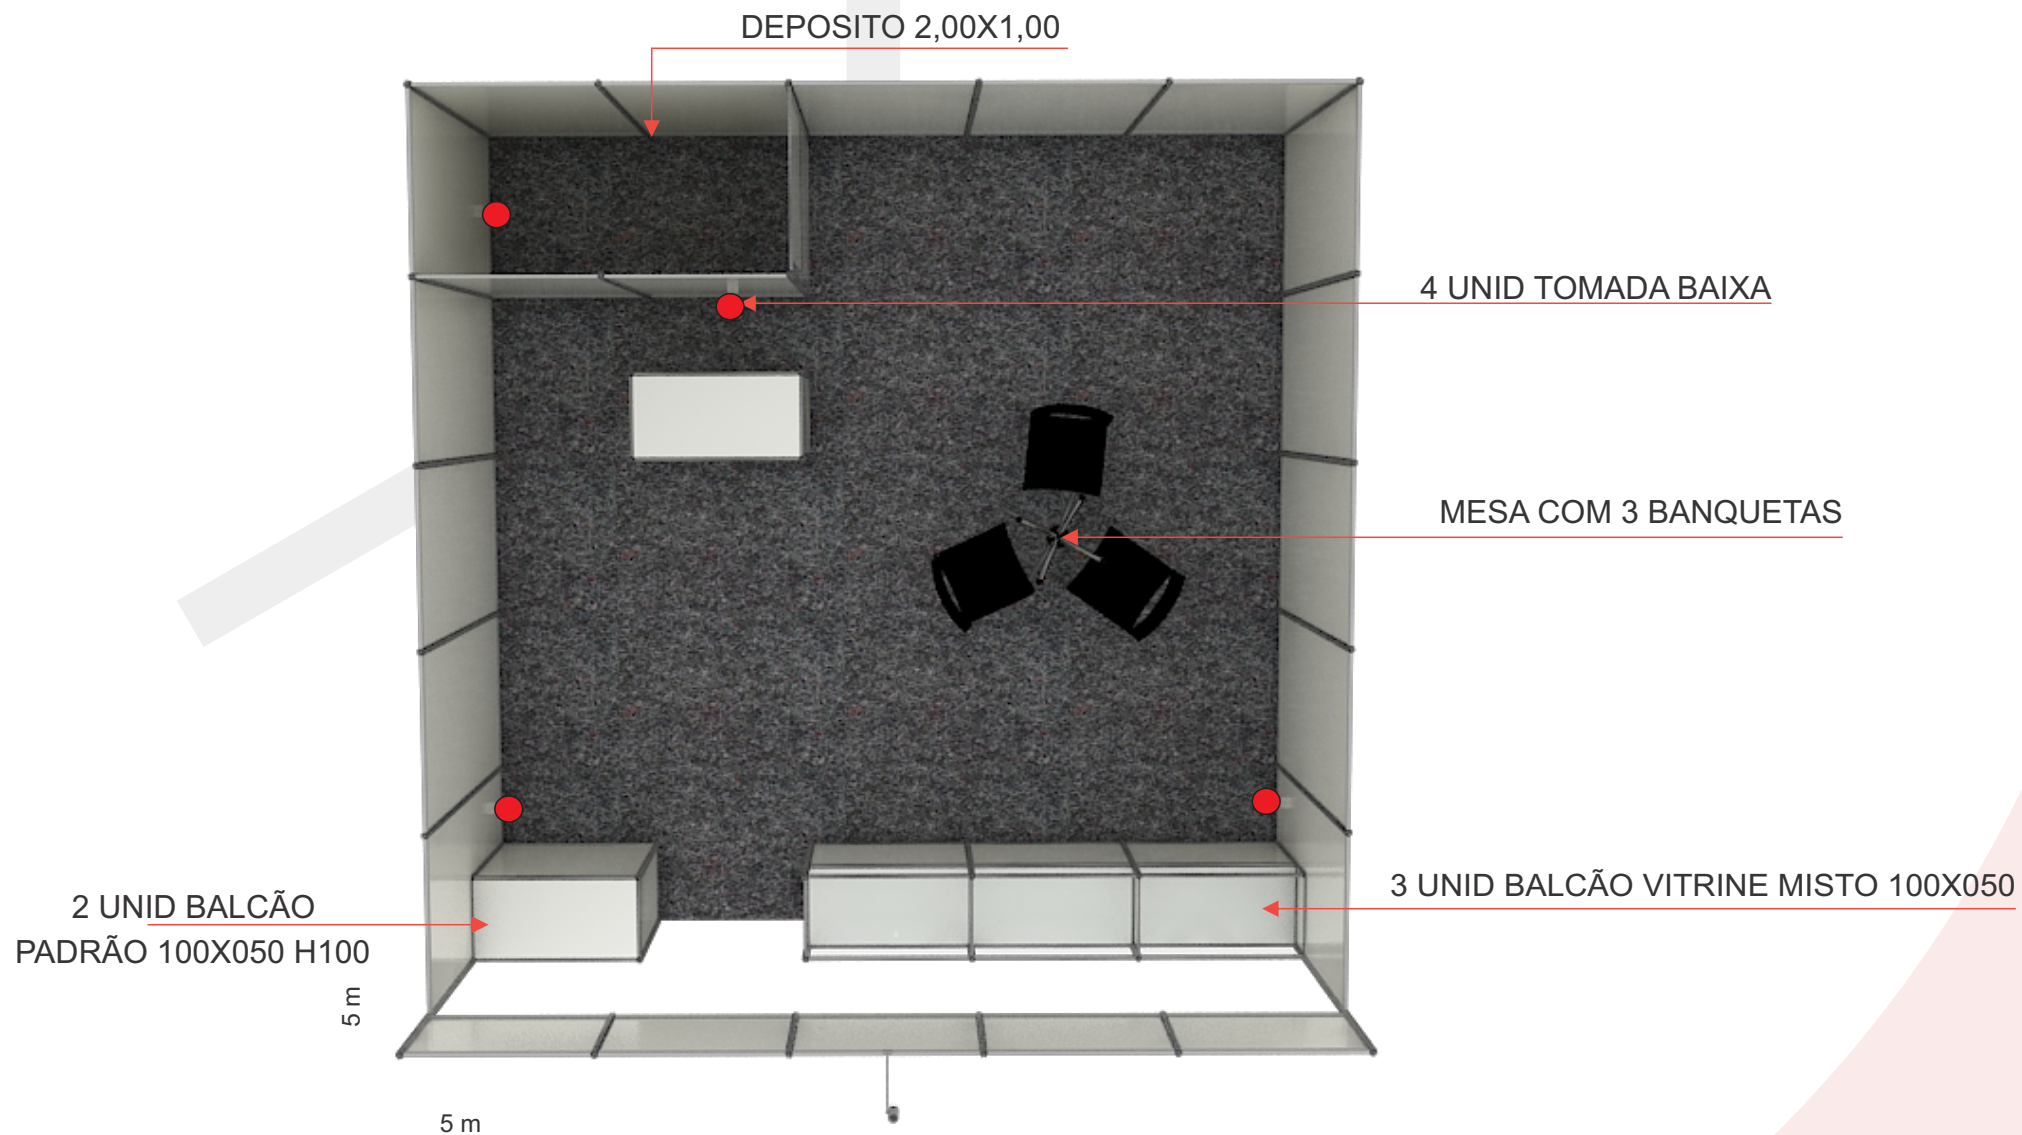 DEPOSITO 2,00X1,00
4 UNID TOMADA BAIXA
MESA COM 3 BANQUETAS
3 UNID BALCÃO VITRINE MISTO 100X050
2 UNID BALCÃO
PADRÃO 100X050 H100
5 m
5 m